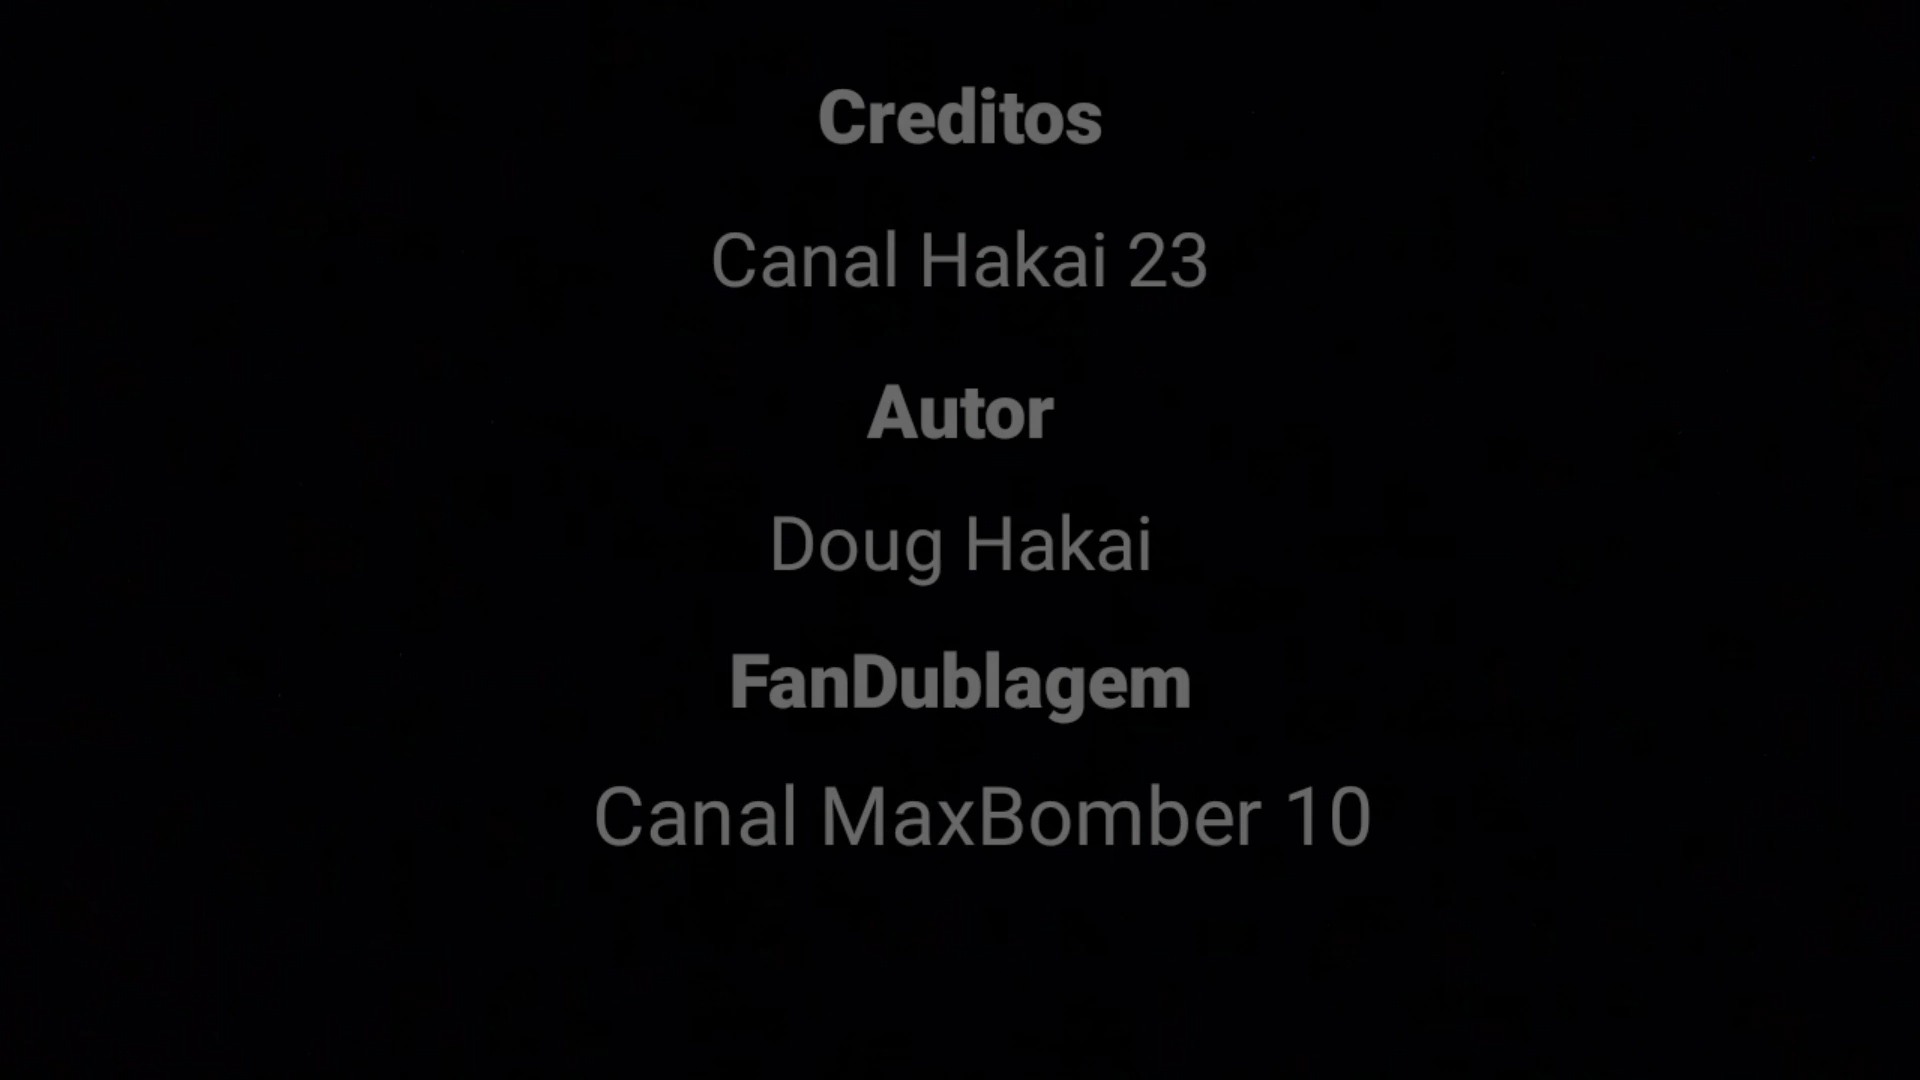 Creditos
Canal Hakai 23
Autor
Doug Hakai
FanDublagem
Canal MaxBomber 10